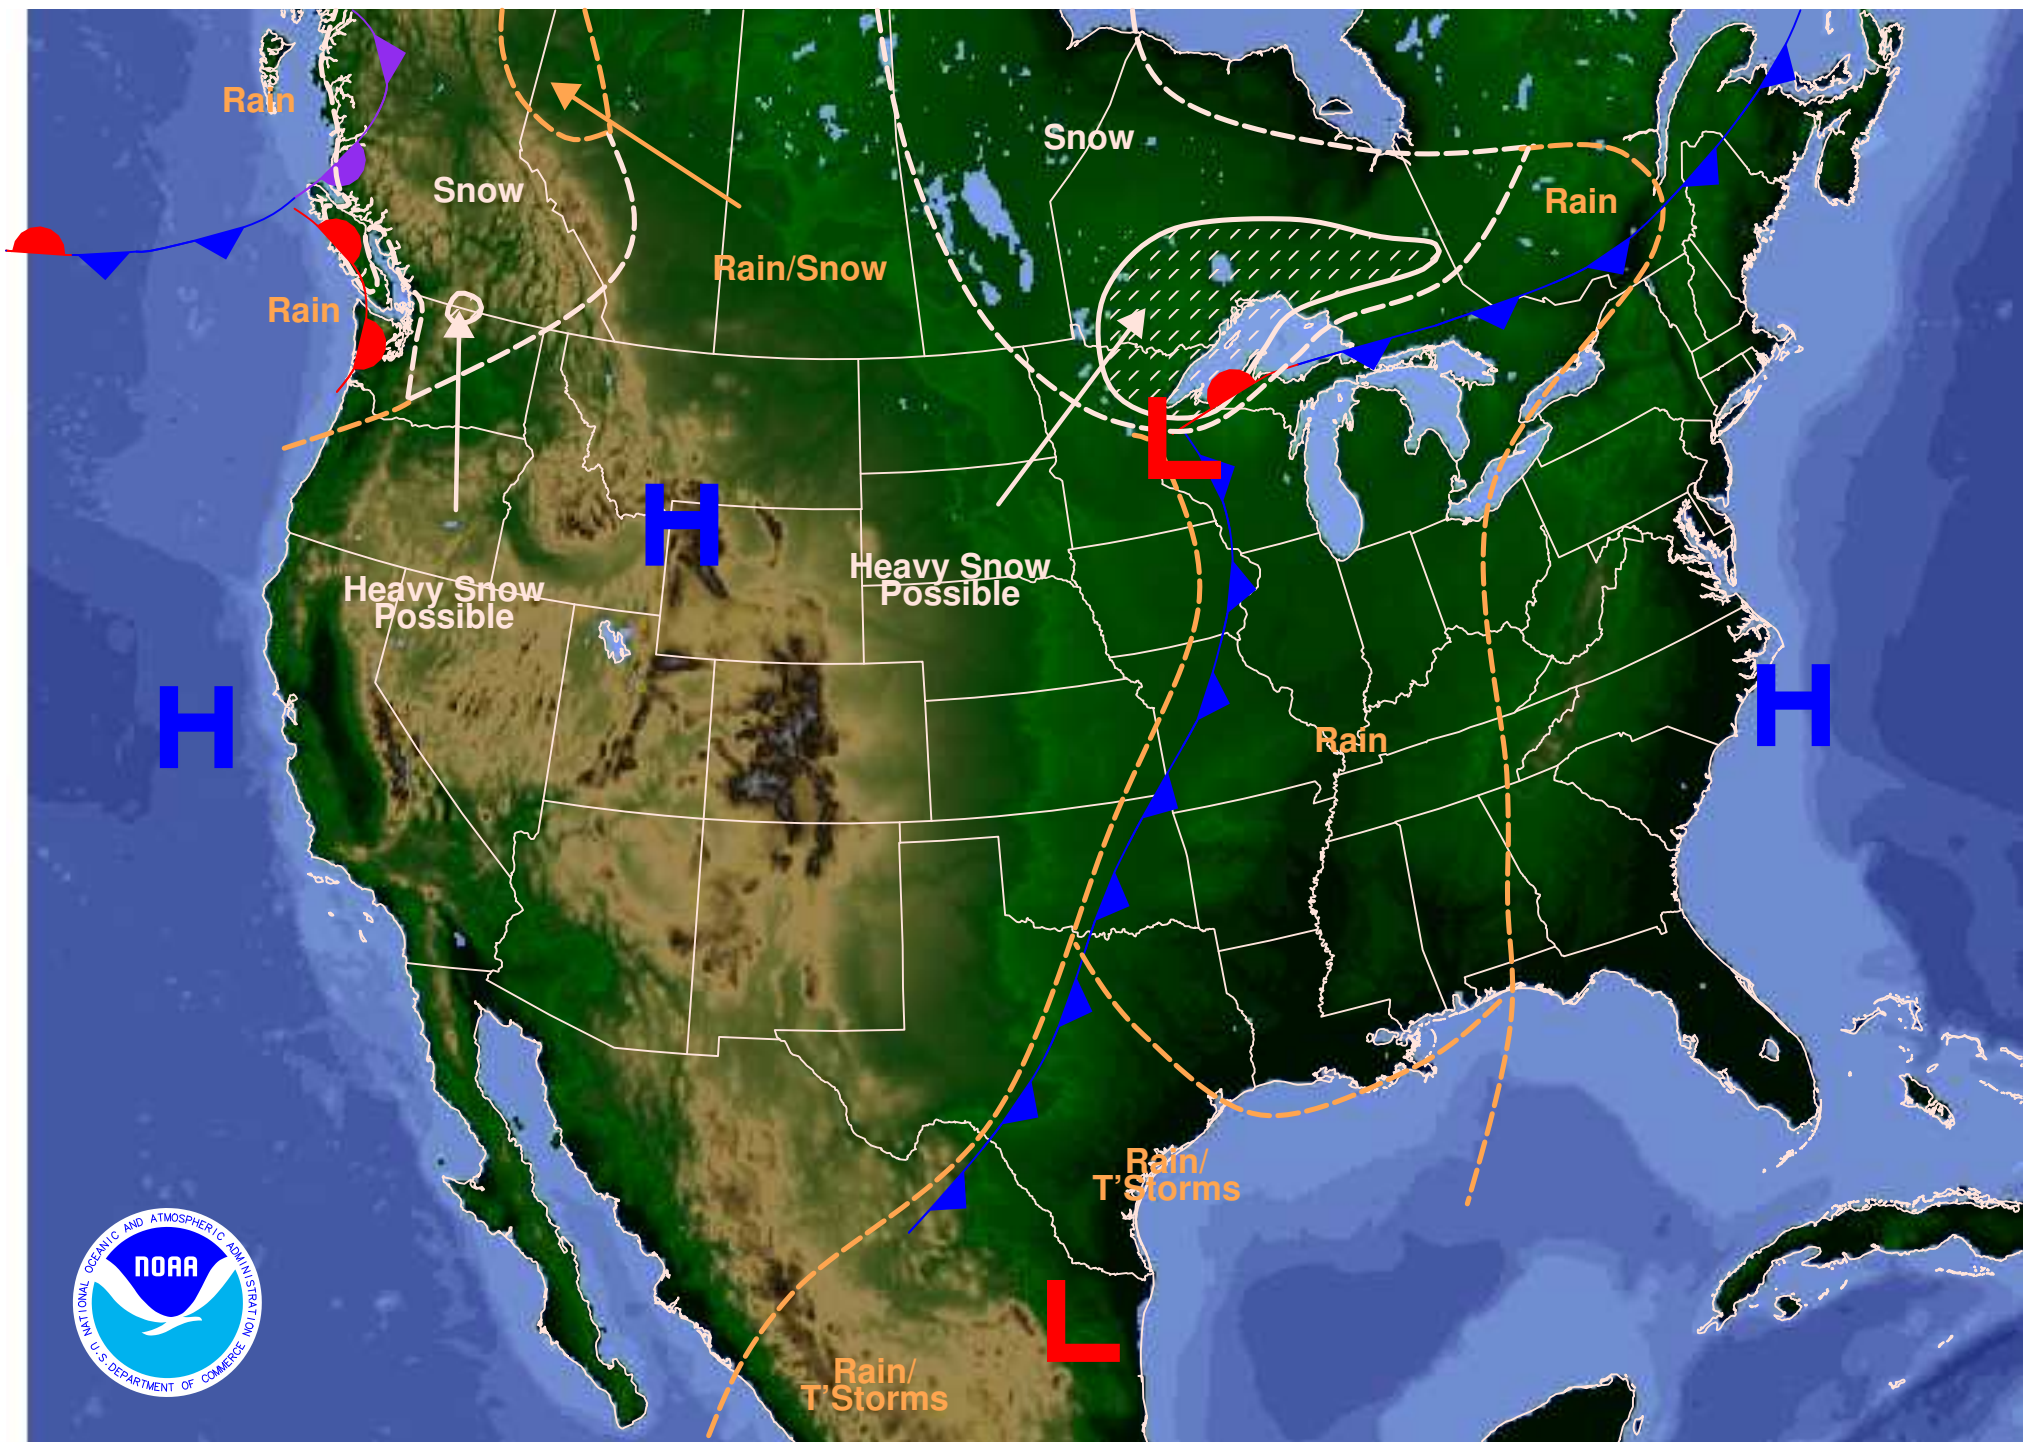 Rain
Snow
Snow
Rain
Rain/Snow
Rain
H
L
Heavy Snow
Possible
Heavy Snow
Possible
H
H
Rain
Rain/
T'Storms
L
Rain/
T'Storms
NATIONAL OCEANIC AND ATMOSPHERIC ADMINISTRATION
NOAA
U.S. DEPARTMENT OF COMMERCE